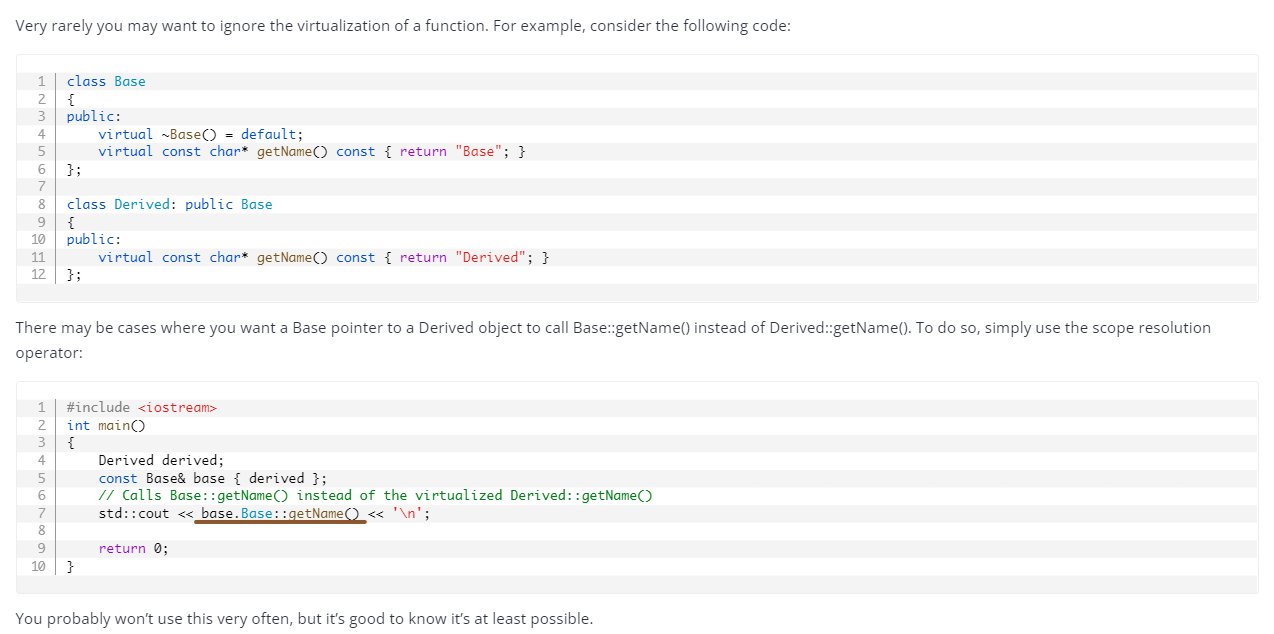 Very rarely you may want to ignore the virtualization of a function. For example, consider the following code:
1 class Base
2 {
3 public:
4     virtual ~Base() = default;
5     virtual const char* getName() const { return "Base"; }
6 };
7
8 class Derived: public Base
9 {
10 public:
11     virtual const char* getName() const { return "Derived"; }
12 };
There may be cases where you want a Base pointer to a Derived object to call Base::getName() instead of Derived::getName(). To do so, simply use the scope resolution
operator:
1 #include <iostream>
2 int main()
3 {
4     Derived derived;
5     const Base& base { derived };
6     // Calls Base::getName() instead of the virtualized Derived::getName()
7     std::cout << base.Base::getName() << '\n';
8
9     return 0;
10 }
You probably won’t use this very often, but it’s good to know it’s at least possible.